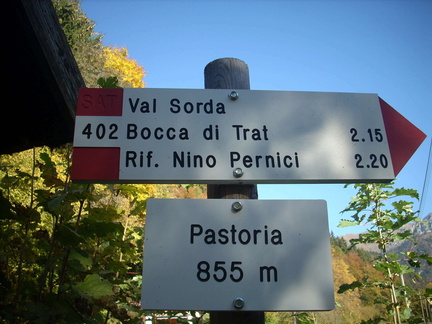 SAT Val Sorda
402 Bocca di Trat 2.15
Rif. Nino Pernici 2.20
Pastoria
855 m